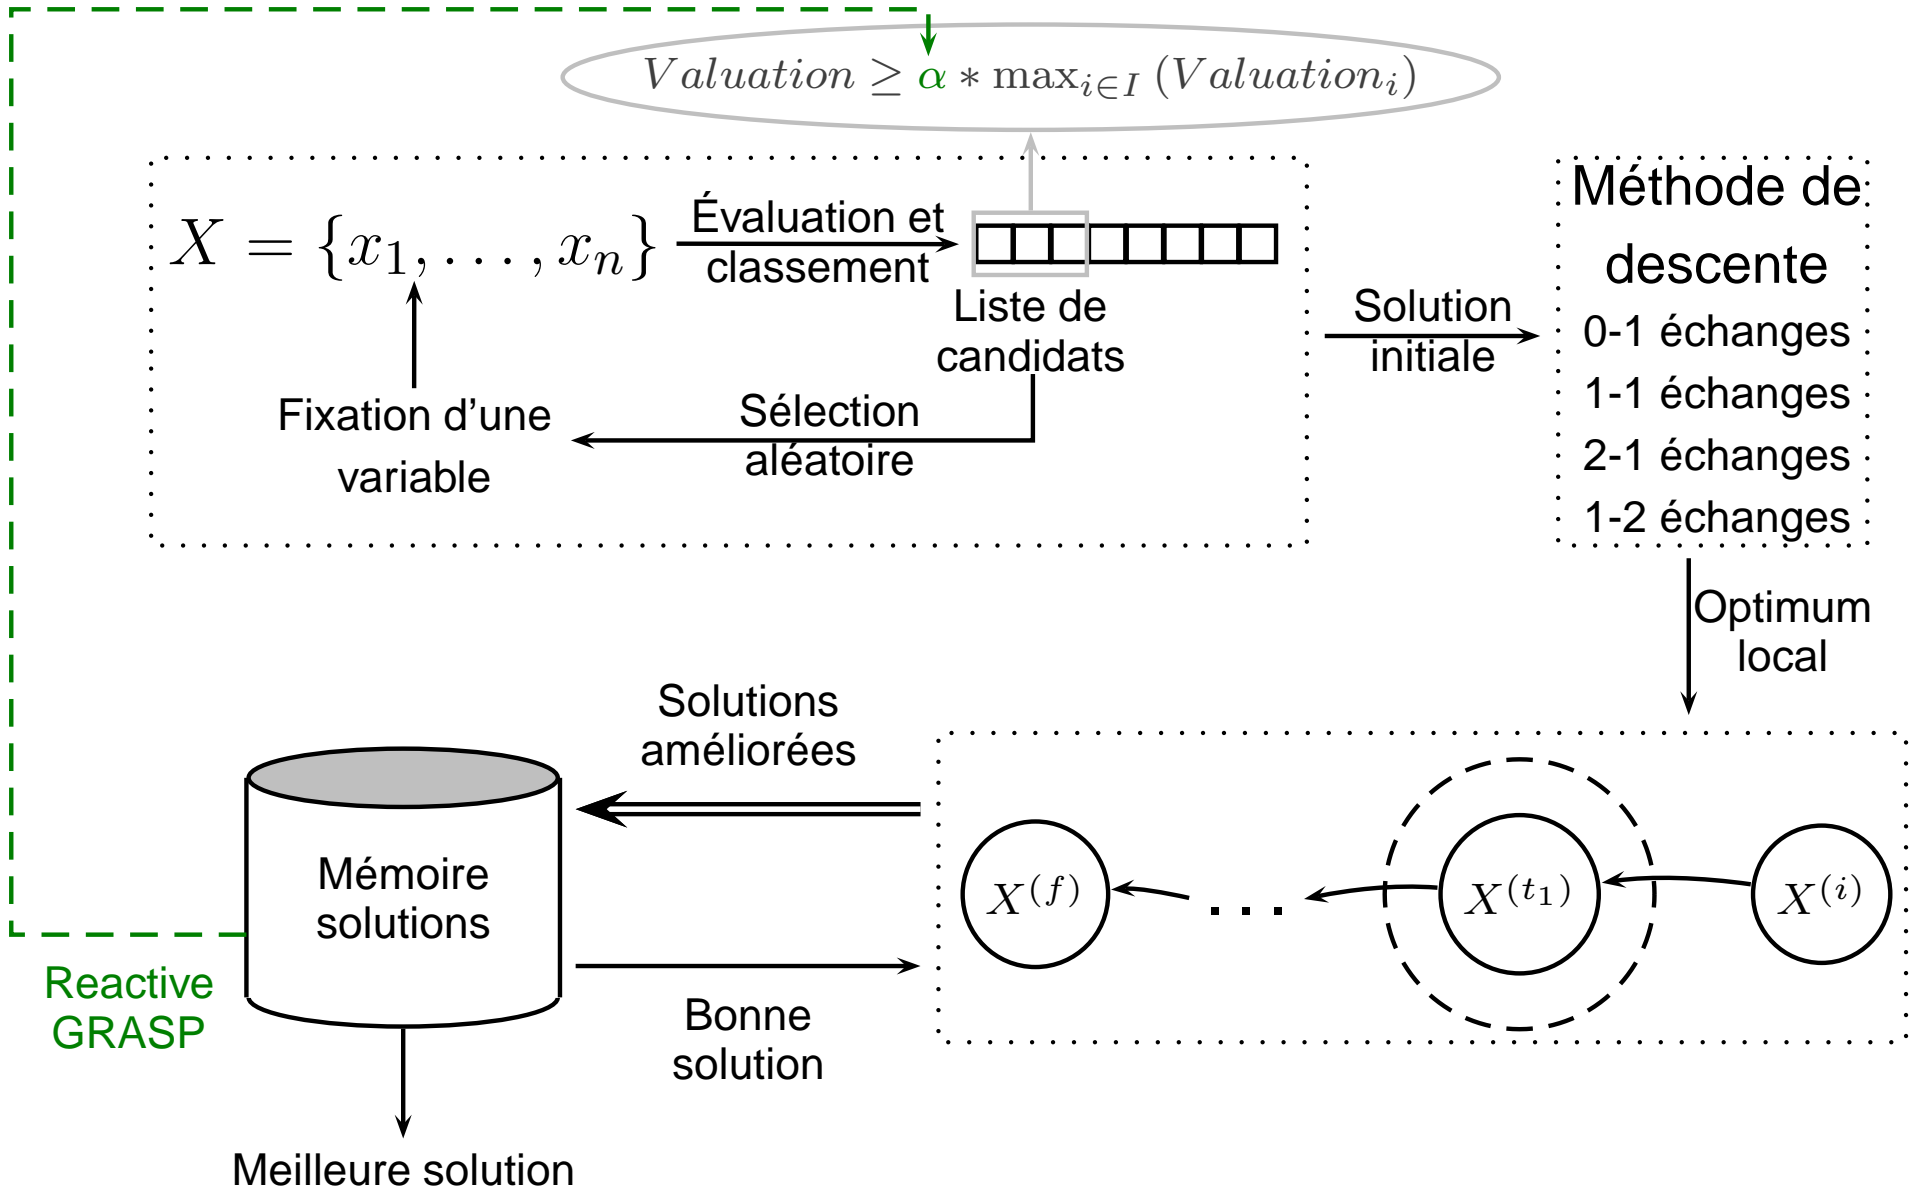 Valuation ≥ α * max_{i∈I} (Valuation_i)
X = {x_1, . . . , x_n}
Évaluation et
classement
Liste de
candidats
Sélection
aléatoire
Fixation d'une
variable
Solution
initiale
Méthode de
descente
0-1 échanges
1-1 échanges
2-1 échanges
1-2 échanges
Optimum
local
Solutions
améliorées
X^{(f)}
. . .
X^{(t_1)}
X^{(i)}
Mémoire
solutions
Reactive
GRASP
Bonne
solution
Meilleure solution